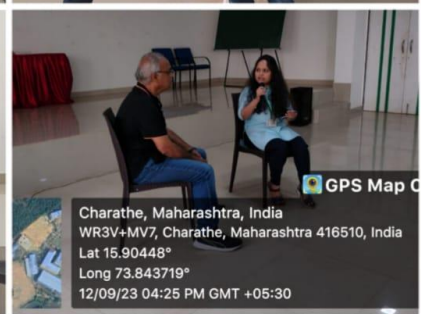 GPS Map C
Charathe, Maharashtra, India
WR3V+MV7, Charathe, Maharashtra 416510, India
Lat 15.90448°
Long 73.843719°
12/09/23 04:25 PM GMT +05:30